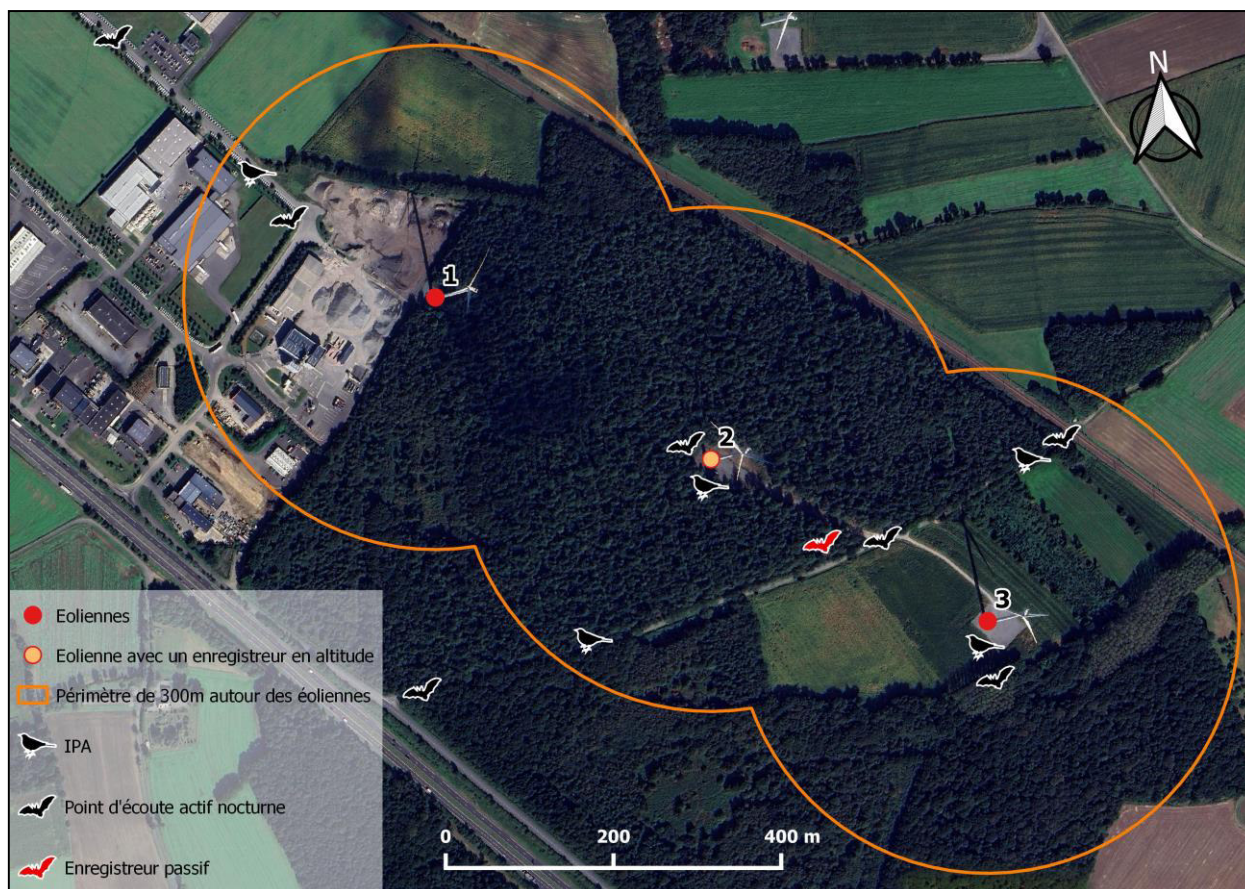 N
1
2
3
Eoliennes
Eolienne avec un enregistreur en altitude
Périmètre de 300m autour des éoliennes
IPA
Point d'écoute actif nocturne
Enregistreur passif
0 200 400 m